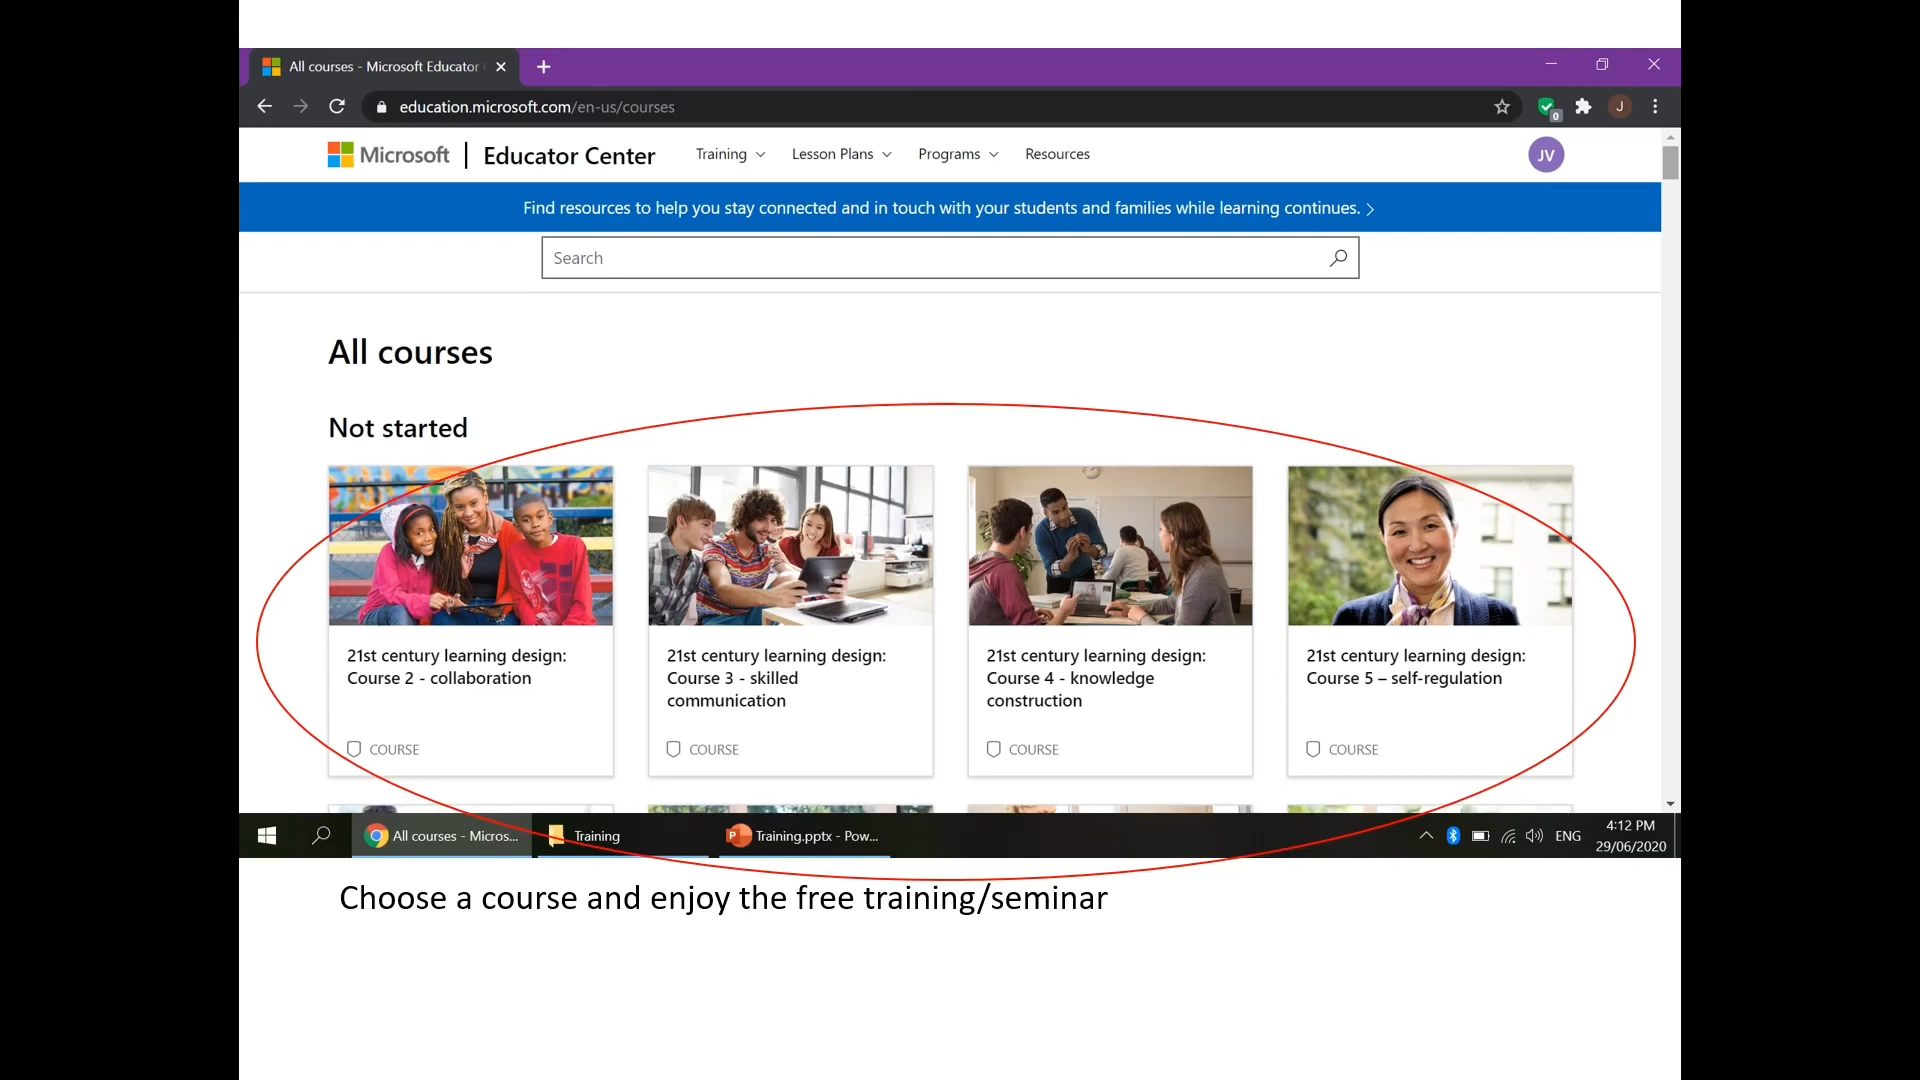 All courses - Microsoft Educator
education.microsoft.com/en-us/courses
0
J
Microsoft | Educator Center
Training
Lesson Plans
Programs
Resources
JV
Find resources to help you stay connected and in touch with your students and families while learning continues.
Search
All courses
Not started
21st century learning design:
Course 2 - collaboration
COURSE
21st century learning design:
Course 3 - skilled
communication
COURSE
21st century learning design:
Course 4 - knowledge
construction
COURSE
21st century learning design:
Course 5 – self-regulation
COURSE
All courses - Micros...
Training
Training.pptx - Pow...
ENG
4:12 PM
29/06/2020
Choose a course and enjoy the free training/seminar